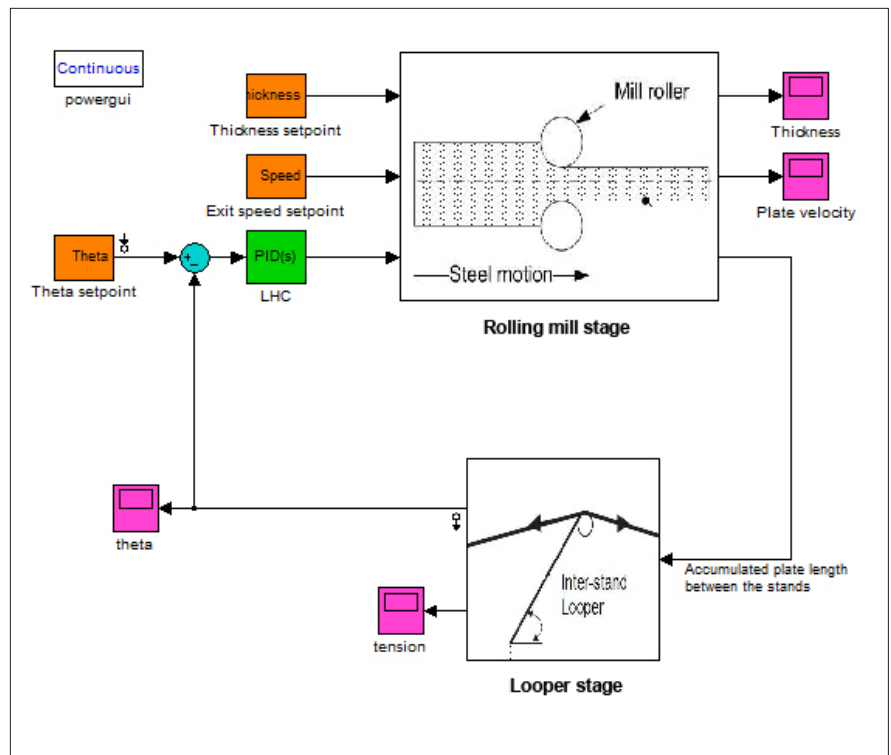 Continuous
powergui
hickness
Thickness setpoint
Mill roller
Thickness
Speed
Exit speed setpoint
Plate velocity
Theta
Theta setpoint
+
-
PID(s)
LHC
Steel motion
Rolling mill stage
theta
Inter-stand
Looper
Accumulated plate length
between the stands
tension
Looper stage